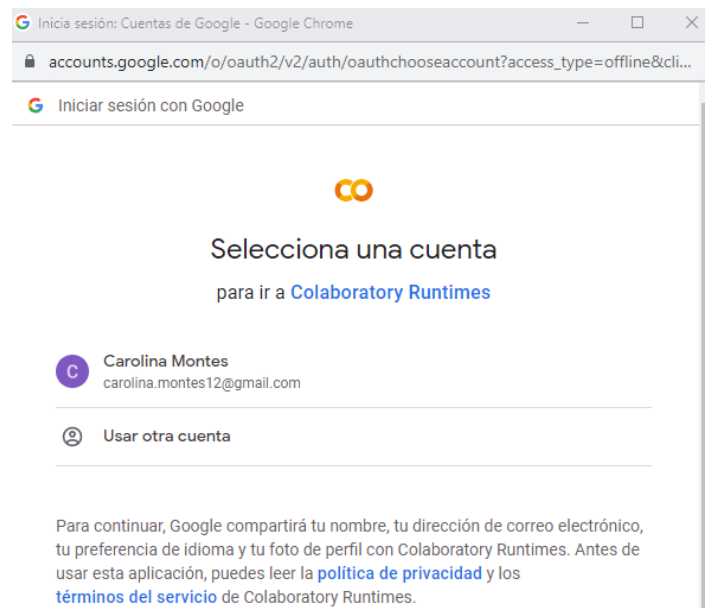 Inicia sesión: Cuentas de Google - Google Chrome
accounts.google.com/o/oauth2/v2/auth/oauthchooseaccount?access_type=offline&cli...
G Iniciar sesión con Google
CO
Selecciona una cuenta
para ir a Colaboratory Runtimes
C
Carolina Montes
carolina.montes12@gmail.com
Usar otra cuenta
Para continuar, Google compartirá tu nombre, tu dirección de correo electrónico,
tu preferencia de idioma y tu foto de perfil con Colaboratory Runtimes. Antes de
usar esta aplicación, puedes leer la política de privacidad y los
términos del servicio de Colaboratory Runtimes.